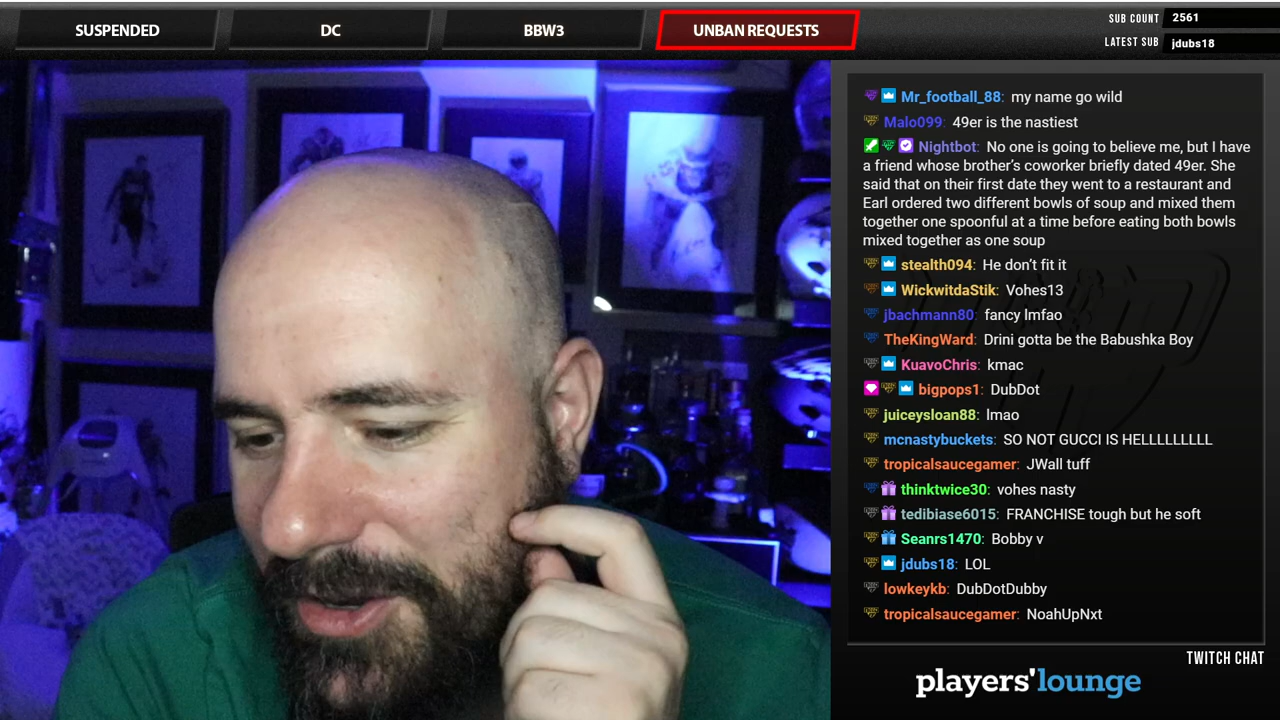 SUSPENDED
DC
BBW3
UNBAN REQUESTS
SUB COUNT 2561
LATEST SUB jdubs18
Mr_football_88: my name go wild
Malo099: 49er is the nastiest
Nightbot: No one is going to believe me, but I have
a friend whose brother's coworker briefly dated 49er. She
said that on their first date they went to a restaurant and
Earl ordered two different bowls of soup and mixed them
together one spoonful at a time before eating both bowls
mixed together as one soup
stealth094: He don't fit it
WickwitdaStik: Vohes13
jbachmann80: fancy lmfao
TheKingWard: Drini gotta be the Babushka Boy
KuavoChris: kmac
bigpops1: DubDot
juiceysloan88: lmao
mcnastybuckets: SO NOT GUCCI IS HELLLLLLLLL
tropicalsaucegamer: JWall tuff
thinktwice30: vohes nasty
tedibiase6015: FRANCHISE tough but he soft
Seanrs1470: Bobby v
jdubs18: LOL
lowkeykb: DubDotDubby
tropicalsaucegamer: NoahUpNxt
TWITCH CHAT
players'lounge